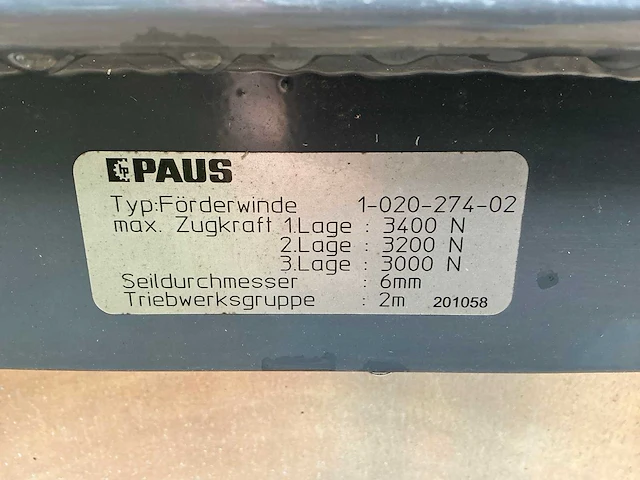 PAUS
Typ:Förderwinde 1-020-274-02
max. Zugkraft 1.Lage : 3400 N
2.Lage : 3200 N
3.Lage : 3000 N
Seildurchmesser : 6mm
Triebwerksgruppe : 2m 201058